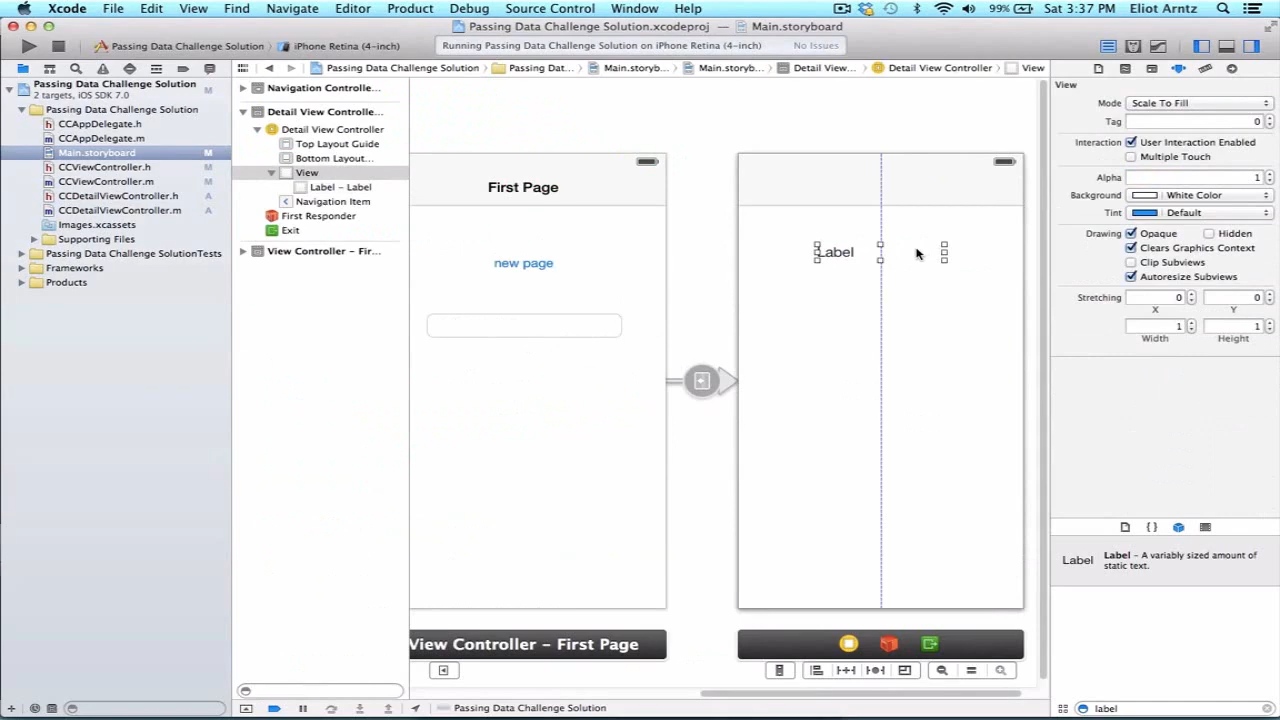 Xcode File Edit View Find Navigate Editor Product Debug Source Control Window Help 99% Sat 3:37 PM Eliot Arntz
Passing Data Challenge Solution.xcodeproj — Main.storyboard
Passing Data Challenge Solution iPhone Retina (4-inch) Running Passing Data Challenge Solution on iPhone Retina (4-inch) No Issues
Passing Data Challenge Solution Passing Dat... Main.storyb... Main.storyb... Detail View... Detail View Controller View
Passing Data Challenge Solution M
2 targets, iOS SDK 7.0
Passing Data Challenge Solution
CCAppDelegate.h
CCAppDelegate.m
Main.storyboard M
CCViewController.h M
CCViewController.m M
CCDetailViewController.h A
CCDetailViewController.m A
Images.xcassets
Supporting Files
Passing Data Challenge SolutionTests
Frameworks
Products
Navigation Controlle...
Detail View Controlle...
Detail View Controller
Top Layout Guide
Bottom Layout...
View
Label – Label
Navigation Item
First Responder
Exit
View Controller – Fir...
First Page
new page
View Controller – First Page
Label
View
Mode Scale To Fill
Tag 0
Interaction User Interaction Enabled
Multiple Touch
Alpha 1
Background White Color
Tint Default
Drawing Opaque Hidden
Clears Graphics Context
Clip Subviews
Autoresize Subviews
Stretching 0 0
X Y
1 1
Width Height
{ }
Label Label – A variably sized amount of
static text.
Passing Data Challenge Solution
label